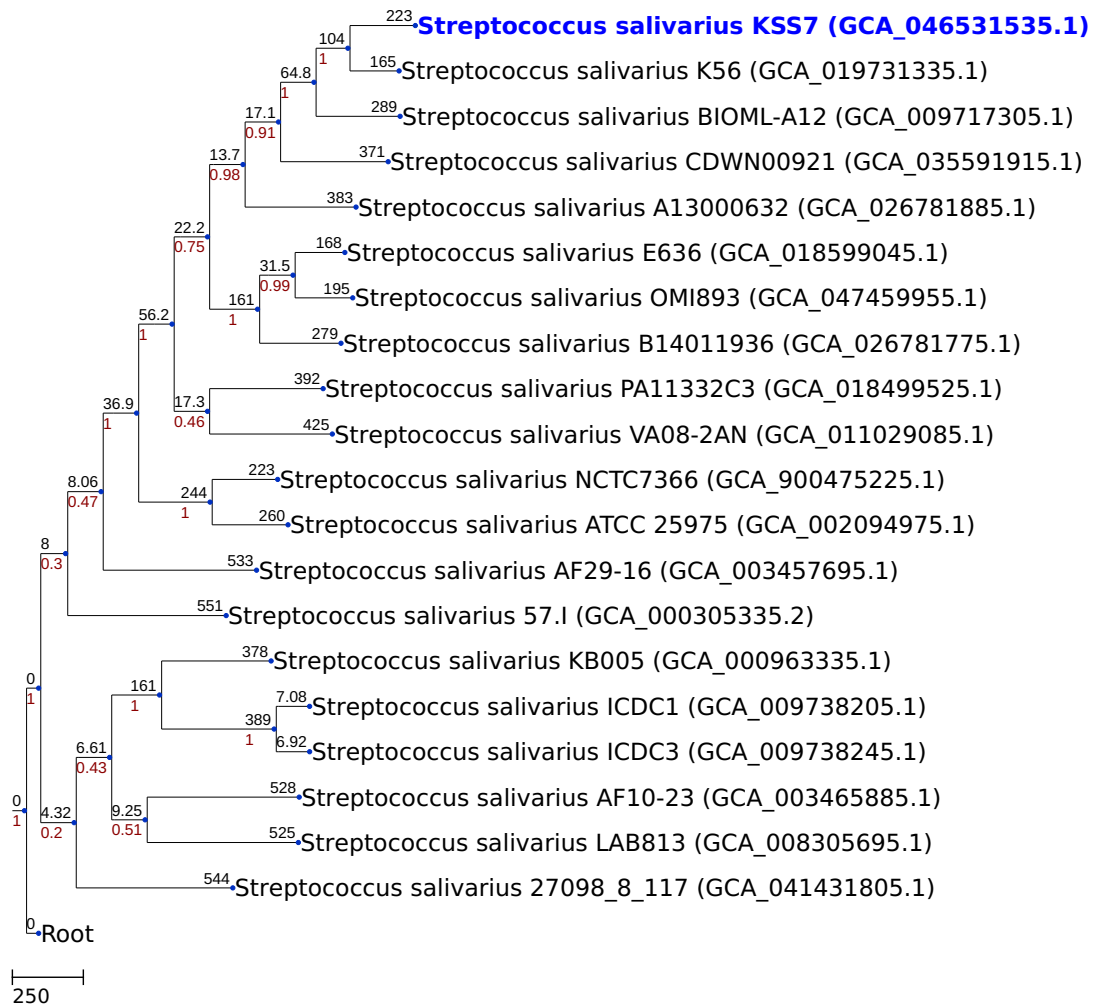 223
Streptococcus salivarius KSS7 (GCA_046531535.1)
104
1
165
Streptococcus salivarius K56 (GCA_019731335.1)
64.8
1
289
Streptococcus salivarius BIOML-A12 (GCA_009717305.1)
17.1
0.91
371
Streptococcus salivarius CDWN00921 (GCA_035591915.1)
13.7
0.98
383
Streptococcus salivarius A13000632 (GCA_026781885.1)
22.2
0.75
168
Streptococcus salivarius E636 (GCA_018599045.1)
31.5
0.99
195
Streptococcus salivarius OMI893 (GCA_047459955.1)
161
1
279
Streptococcus salivarius B14011936 (GCA_026781775.1)
56.2
1
392
Streptococcus salivarius PA11332C3 (GCA_018499525.1)
17.3
0.46
425
Streptococcus salivarius VA08-2AN (GCA_011029085.1)
36.9
1
223
Streptococcus salivarius NCTC7366 (GCA_900475225.1)
244
1
260
Streptococcus salivarius ATCC 25975 (GCA_002094975.1)
8.06
0.47
533
Streptococcus salivarius AF29-16 (GCA_003457695.1)
8
0.3
551
Streptococcus salivarius 57.I (GCA_000305335.2)
378
Streptococcus salivarius KB005 (GCA_000963335.1)
0
1
161
1
7.08
Streptococcus salivarius ICDC1 (GCA_009738205.1)
389
1
6.92
Streptococcus salivarius ICDC3 (GCA_009738245.1)
6.61
0.43
528
Streptococcus salivarius AF10-23 (GCA_003465885.1)
9.25
0.51
525
Streptococcus salivarius LAB813 (GCA_008305695.1)
0
1
4.32
0.2
544
Streptococcus salivarius 27098_8_117 (GCA_041431805.1)
0
Root
250